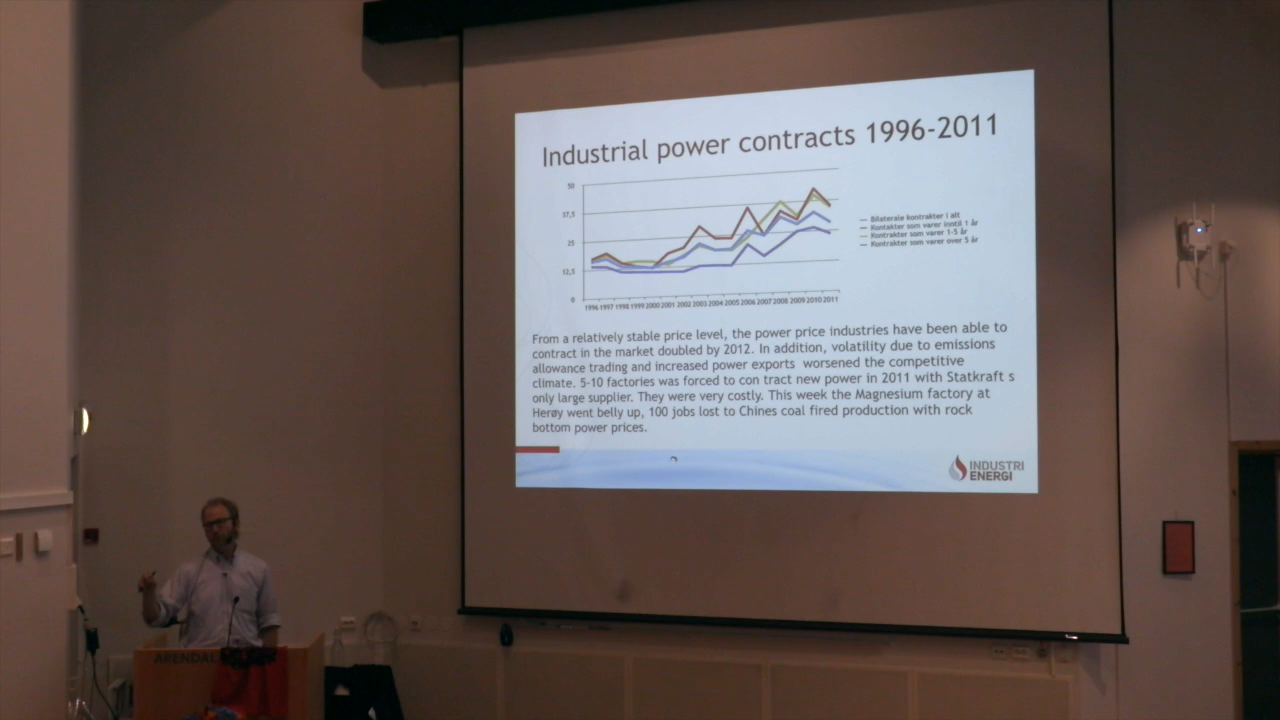 Industrial power contracts 1996-2011
50
37,5
25
12,5
0
1996 1997 1998 1999 2000 2001 2002 2003 2004 2005 2006 2007 2008 2009 2010 2011
Bilaterale kontrakter i alt
Kontakter som varer inntil 1 år
Kontrakter som varer 1-5 år
Kontrakter som varer over 5 år
From a relatively stable price level, the power price industries have been able to
contract in the market doubled by 2012. In addition, volatility due to emissions
allowance trading and increased power exports worsened the competitive
climate. 5-10 factories was forced to con tract new power in 2011 with Statkraft s
only large supplier. They were very costly. This week the Magnesium factory at
Herøy went belly up, 100 jobs lost to Chines coal fired production with rock
bottom power prices.
INDUSTRI
ENERGI
ARENDAL